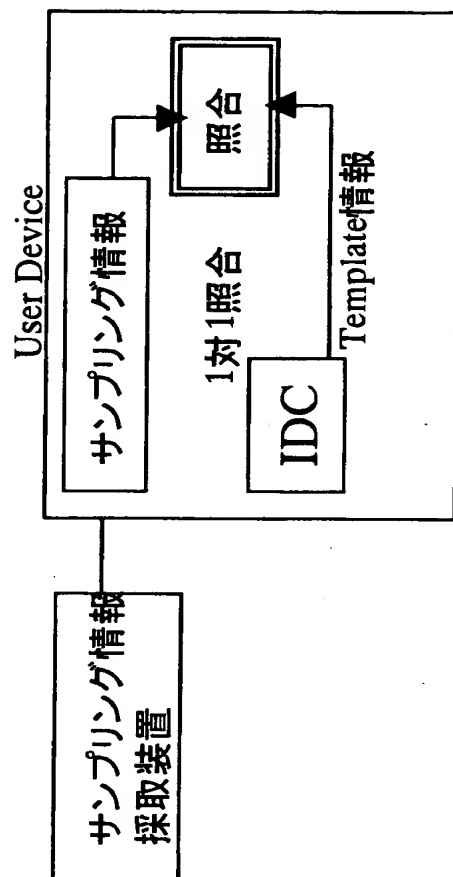 User Device
サンプリング情報
採取装置
サンプリング情報
照合
1対1照合
IDC
Template情報